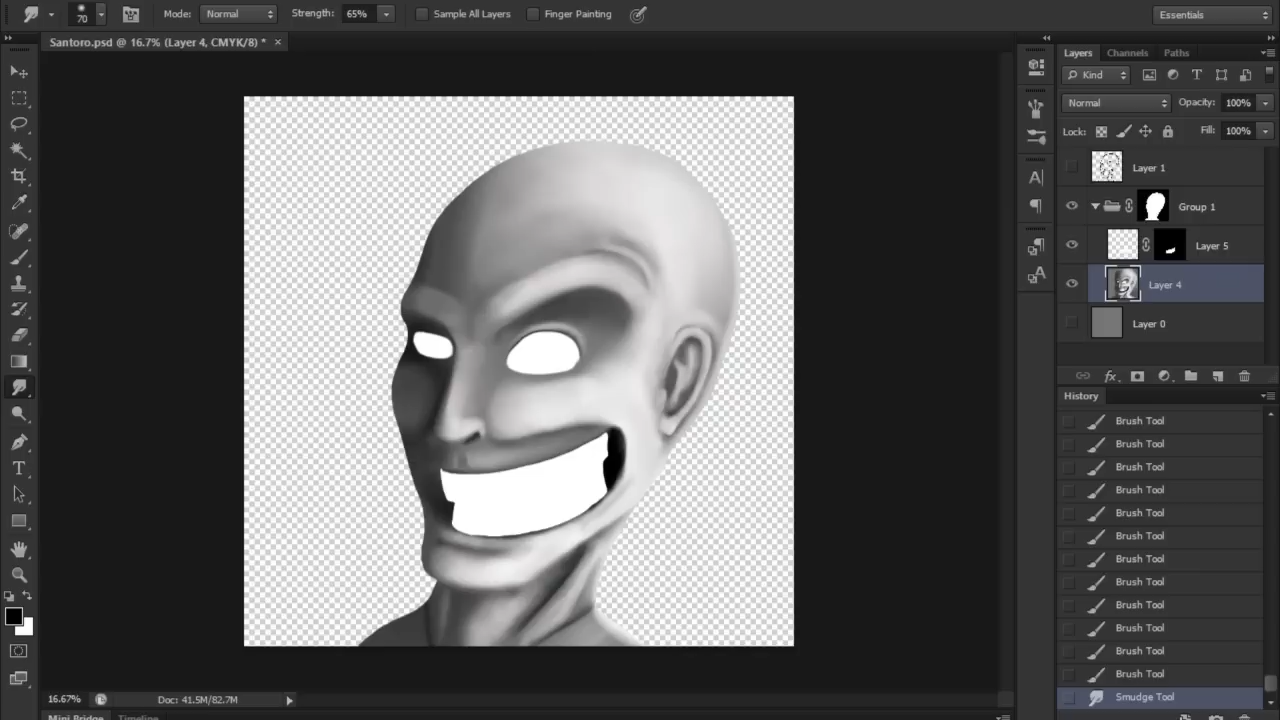 70 Mode: Normal Strength: 65% Sample All Layers Finger Painting Essentials
Santoro.psd @ 16.7% (Layer 4, CMYK/8) * ×
Layers Channels Paths
Kind
Normal Opacity: 100%
Lock: Fill: 100%
Layer 1
Group 1
Layer 5
Layer 4
Layer 0
fx
History
Brush Tool
Brush Tool
Brush Tool
Brush Tool
Brush Tool
Brush Tool
Brush Tool
Brush Tool
Brush Tool
Brush Tool
Brush Tool
Brush Tool
Smudge Tool
16.67% Doc: 41.5M/82.7M
Mini Bridge Timeline